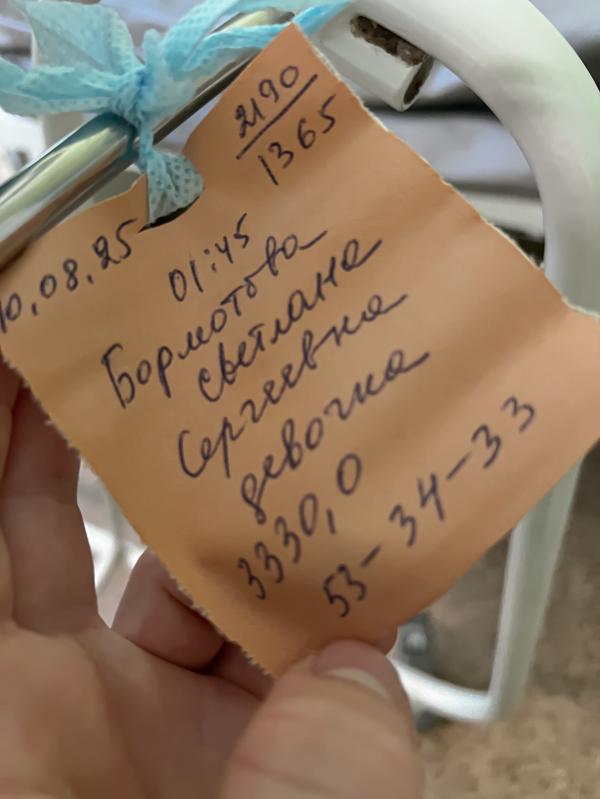 2190
1365
10.08.25 01:45
Бормотова
светлана
Сергеевна
девочка
3330,0
53-34-33